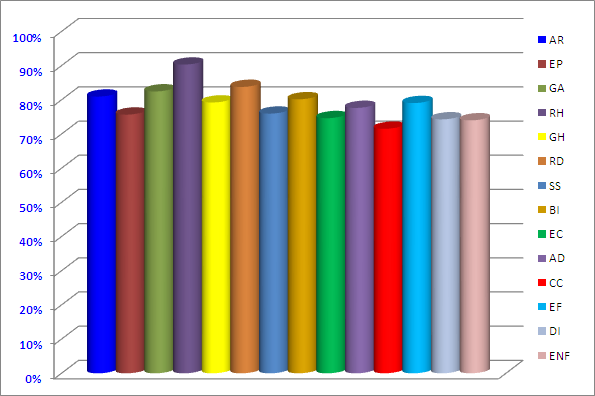 100%
90%
80%
70%
60%
50%
40%
30%
20%
10%
0%
AR
EP
GA
RH
GH
RD
SS
BI
EC
AD
CC
EF
DI
ENF